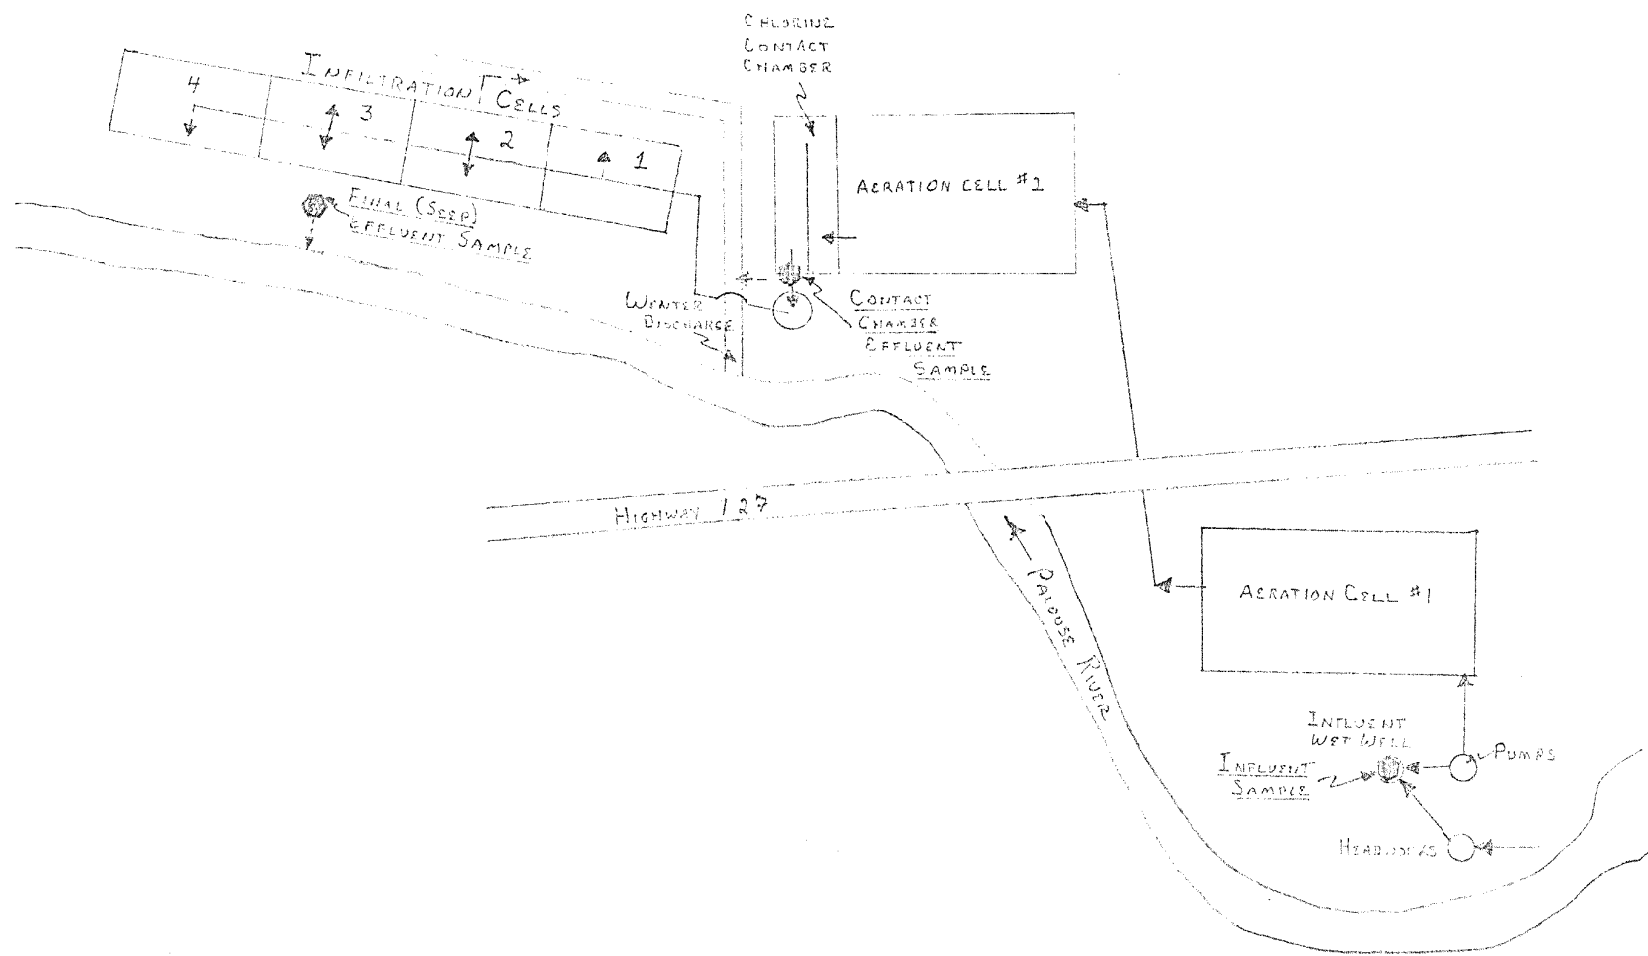 CHLORINE
CONTACT
CHAMBER
INFILTRATION CELLS
4
3
2
1
AERATION CELL #2
FINAL (SEEP)
EFFLUENT SAMPLE
WINTER
DISCHARGE
CONTACT
CHAMBER
EFFLUENT
SAMPLE
HIGHWAY 127
PALOUSE RIVER
AERATION CELL #1
INFLUENT
WET WELL
PUMPS
INFLUENT
SAMPLE
HEADWORKS